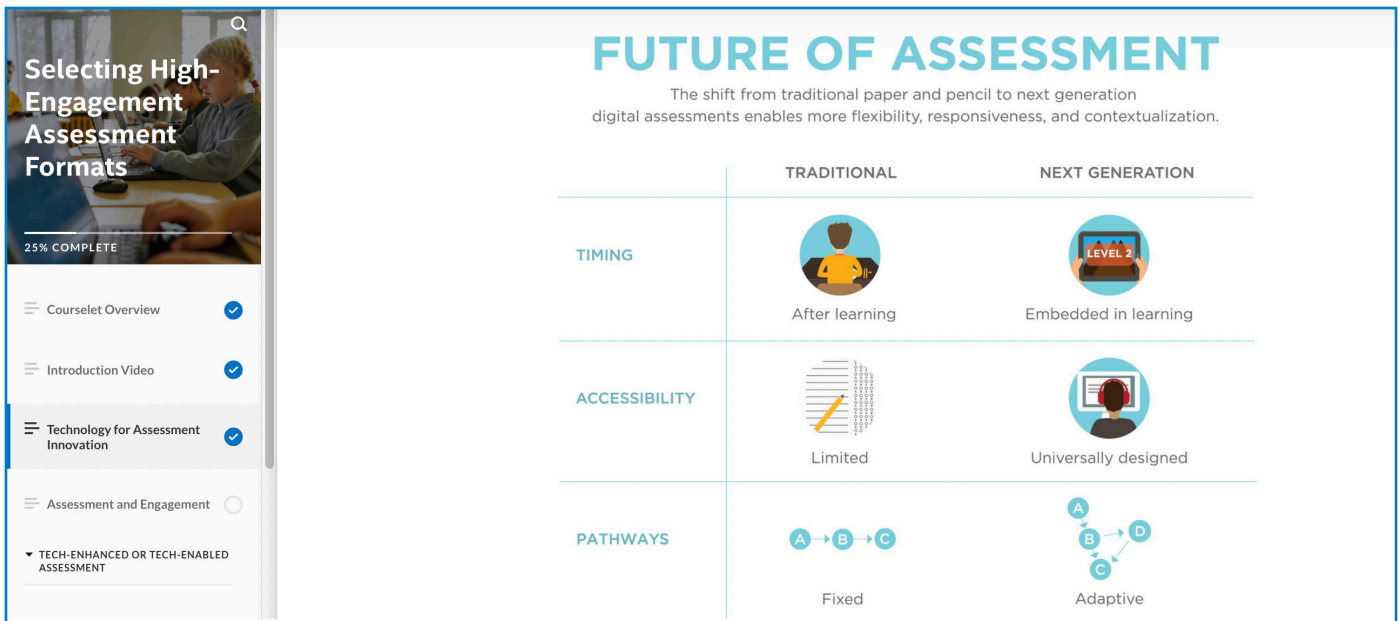 Selecting High-
Engagement
Assessment
Formats
25% COMPLETE
Courselet Overview
Introduction Video
Technology for Assessment
Innovation
Assessment and Engagement
TECH-ENHANCED OR TECH-ENABLED
ASSESSMENT
FUTURE OF ASSESSMENT
The shift from traditional paper and pencil to next generation
digital assessments enables more flexibility, responsiveness, and contextualization.
TRADITIONAL NEXT GENERATION
TIMING
LEVEL 2
After learning Embedded in learning
ACCESSIBILITY
Limited Universally designed
PATHWAYS
A B C
A B D C
Fixed Adaptive